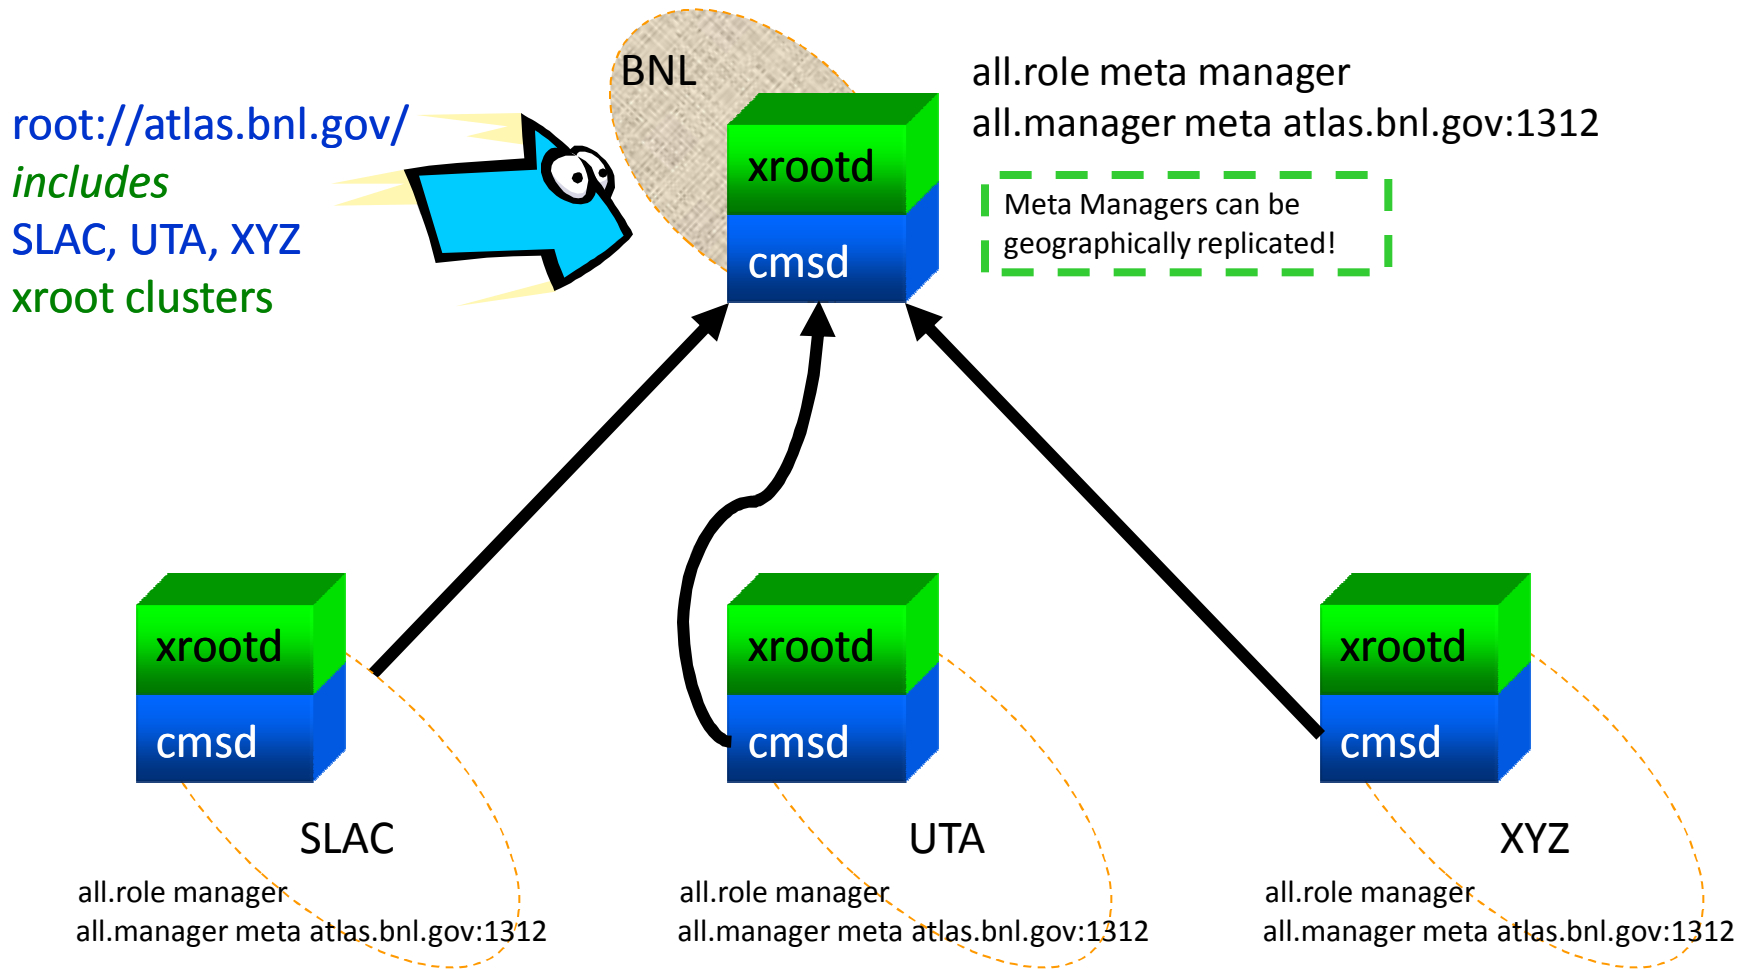 BNL
all.role meta manager
all.manager meta atlas.bnl.gov:1312
root://atlas.bnl.gov/
includes
SLAC, UTA, XYZ
xroot clusters
xrootd
cmsd
Meta Managers can be
geographically replicated!
xrootd
cmsd
SLAC
all.role manager
all.manager meta atlas.bnl.gov:1312
xrootd
cmsd
UTA
all.role manager
all.manager meta atlas.bnl.gov:1312
xrootd
cmsd
XYZ
all.role manager
all.manager meta atlas.bnl.gov:1312